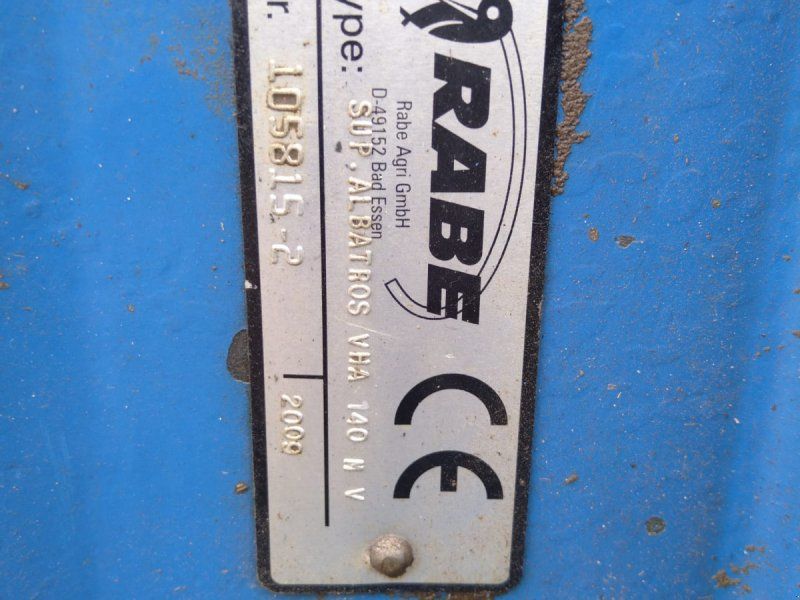 RABE
Rabe Agri GmbH
D-49152 Bad Essen
ype: SUP.ALBATROS/VHA 140 M V
r. 105815-2
2009
CE